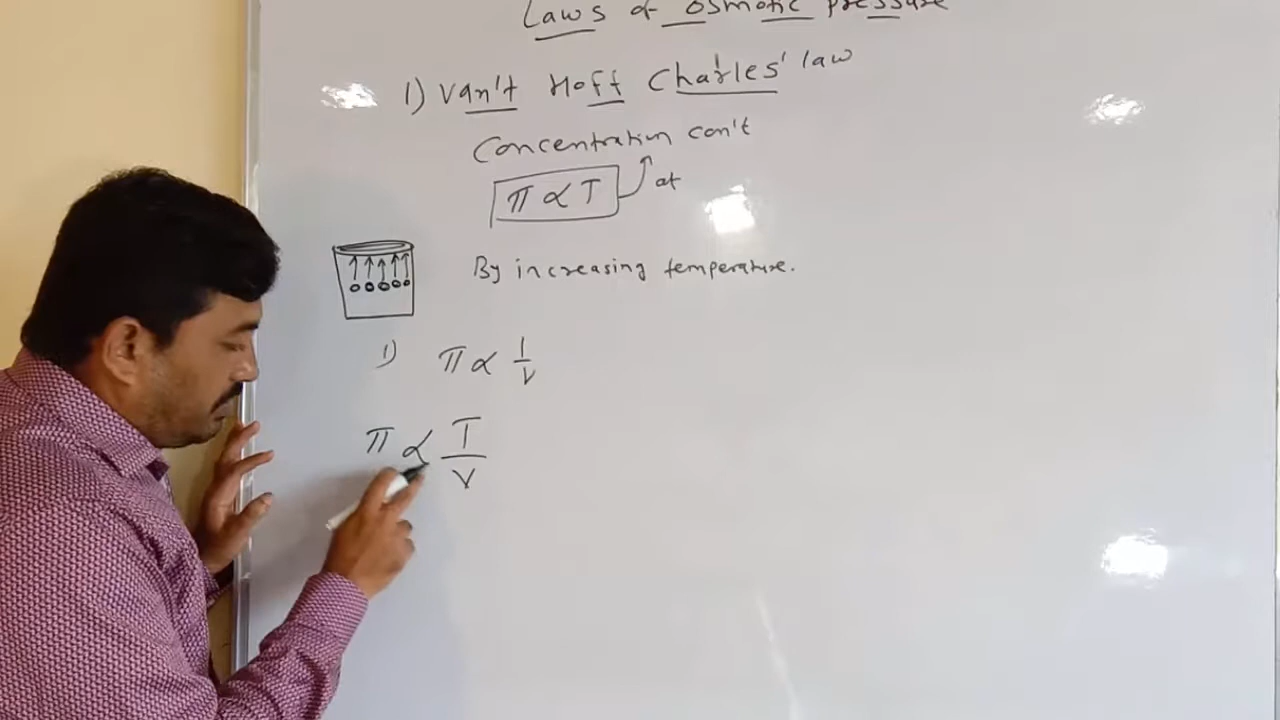 Laws of osmotic pressure
1) Van't Hoff Charles' law
Concentration con't
π ∝ T at
By increasing temperature.
1) π ∝ 1/v
π ∝ T/v